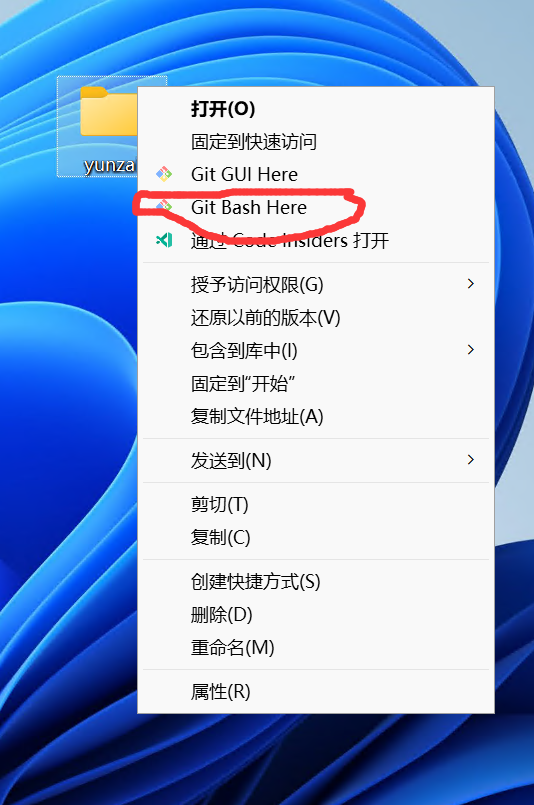 yunza
打开(O)
固定到快速访问
Git GUI Here
Git Bash Here
通过 Code Insiders 打开
授予访问权限(G)
还原以前的版本(V)
包含到库中(I)
固定到“开始”
复制文件地址(A)
发送到(N)
剪切(T)
复制(C)
创建快捷方式(S)
删除(D)
重命名(M)
属性(R)